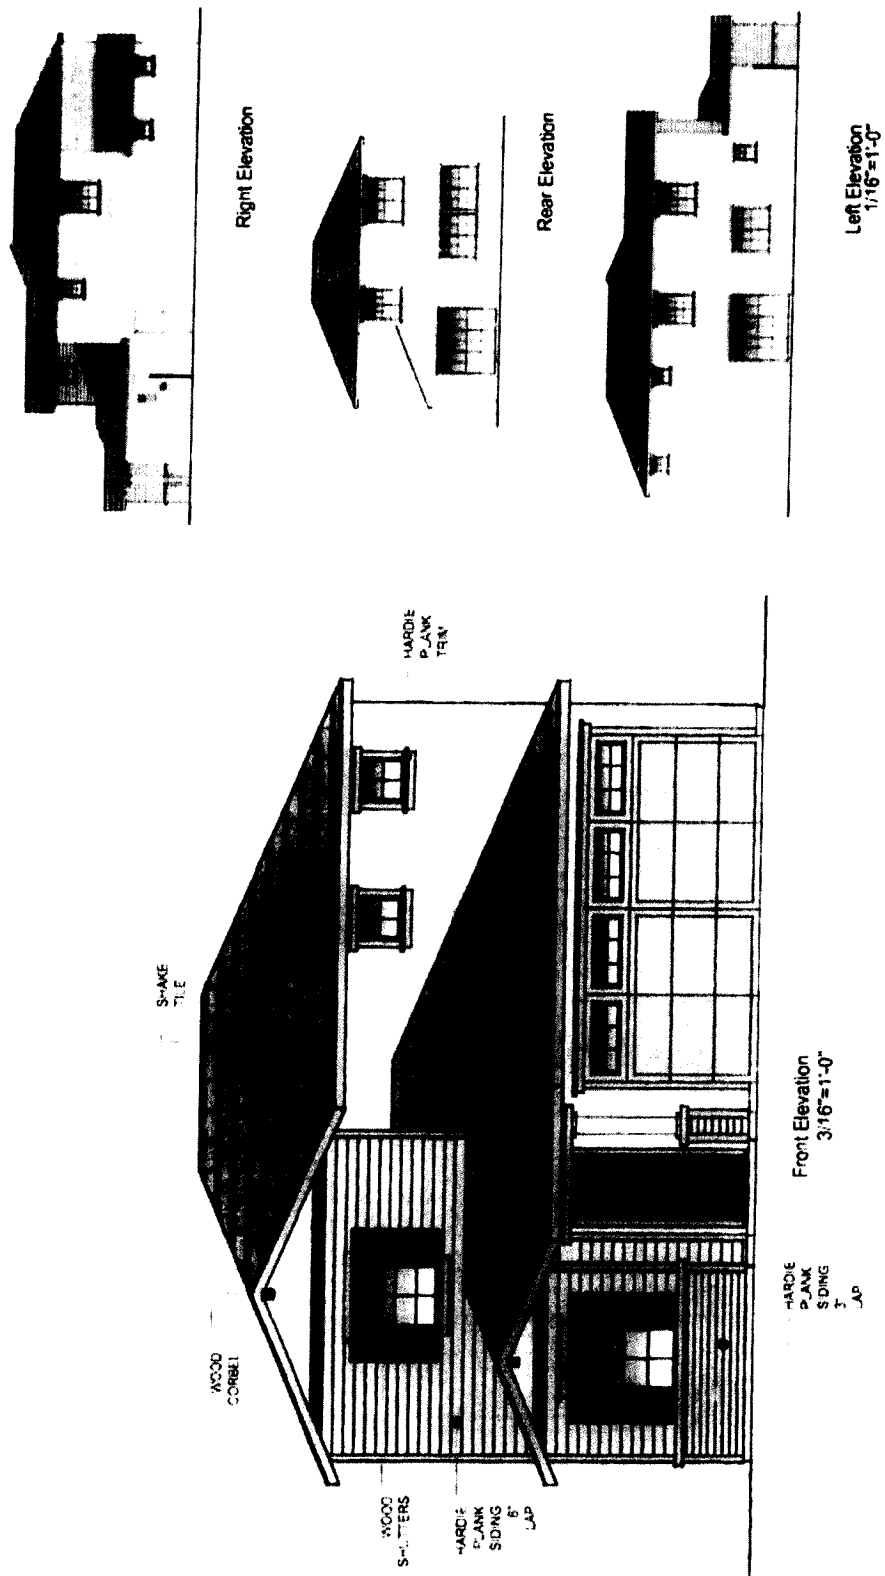 SHAKE
TILE
WOOD
CORBEL
WOOD
SHUTTERS
HARDIE
PLANK
SIDING
6"
LAP
HARDIE
PLANK
TRIM
HARDIE
PLANK
SIDING
3"
LAP
Front Elevation
3/16"=1'-0"
Right Elevation
Rear Elevation
Left Elevation
1/16"=1'-0"